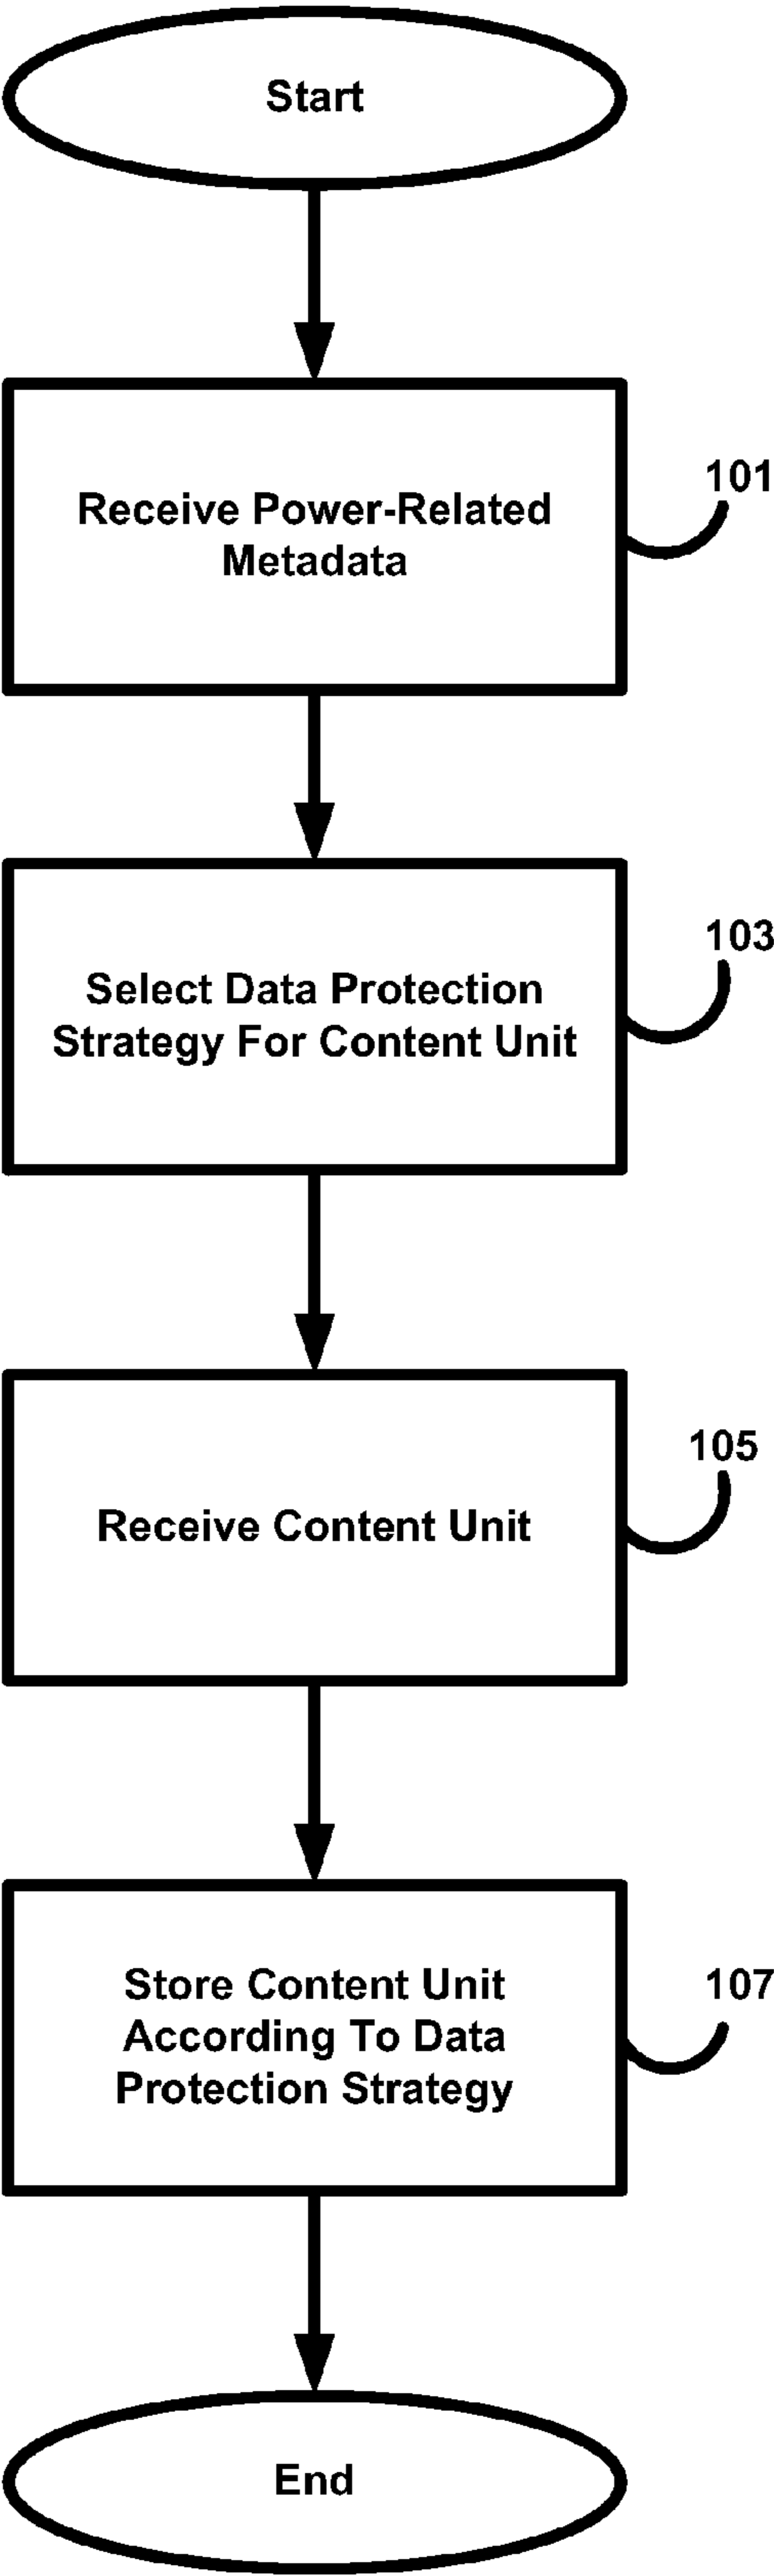 Start
Receive Power-Related
Metadata
101
Select Data Protection
Strategy For Content Unit
103
Receive Content Unit
105
Store Content Unit
According To Data
Protection Strategy
107
End